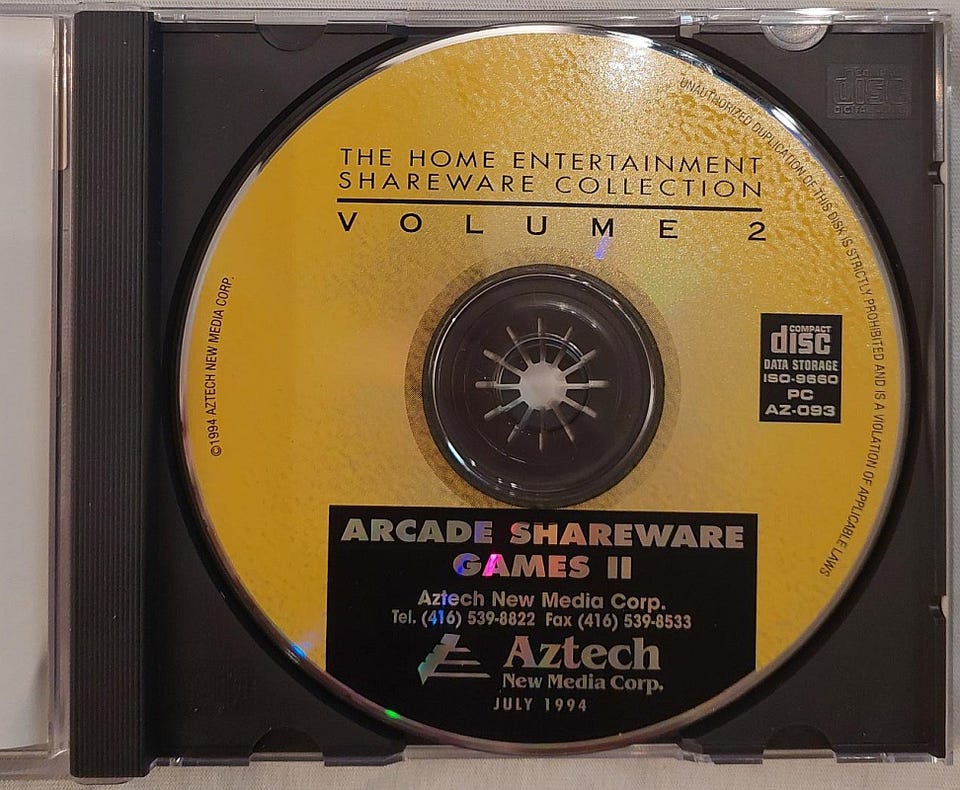 THE HOME ENTERTAINMENT
SHAREWARE COLLECTION
VOLUME 2
UNAUTHORIZED DUPLICATION OF THIS DISK IS STRICTLY PROHIBITED AND IS A VIOLATION OF APPLICABLE LAWS
©1994 AZTECH NEW MEDIA CORP.
COMPACT
disc
DATA STORAGE
ISO-9660
PC
AZ-093
ARCADE SHAREWARE
GAMES II
Aztech New Media Corp.
Tel. (416) 539-8822 Fax (416) 539-8533
Aztech
New Media Corp.
JULY 1994
disc